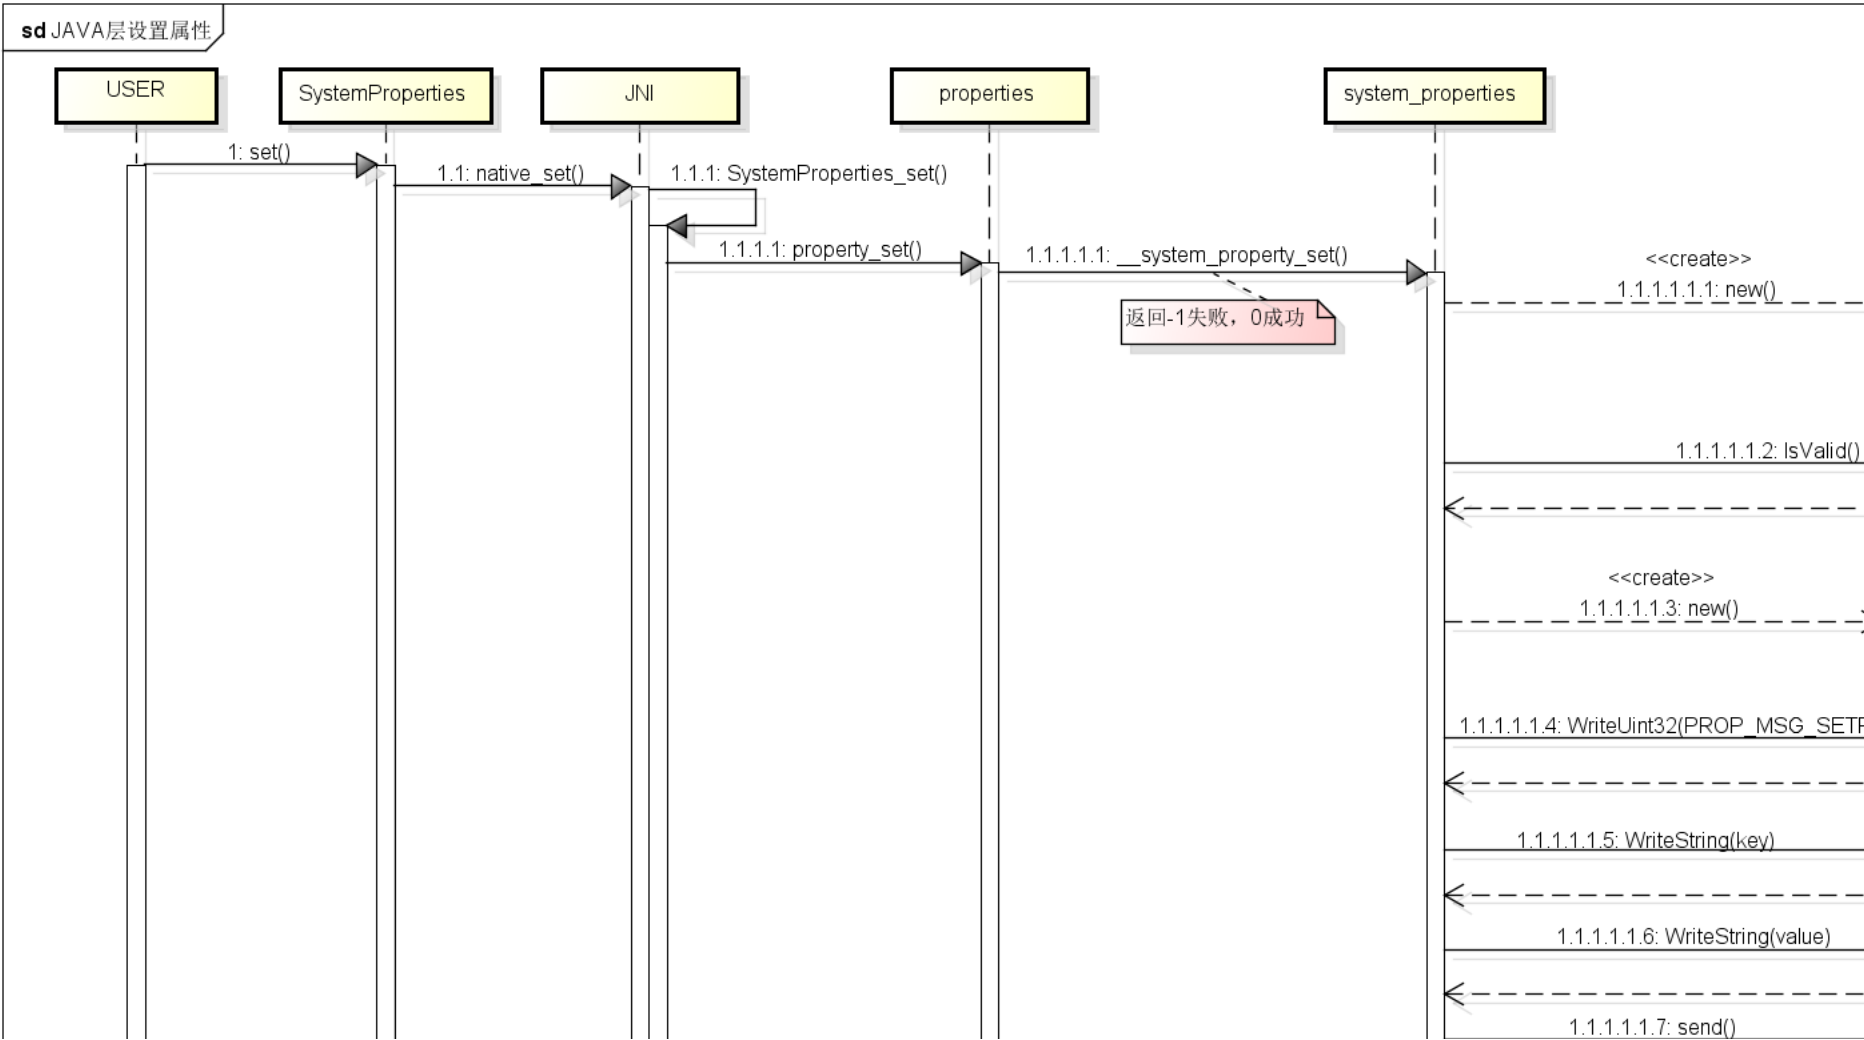 sd JAVA层设置属性
USER
SystemProperties
JNI
properties
system_properties
1: set()
1.1: native_set()
1.1.1: SystemProperties_set()
1.1.1.1: property_set()
1.1.1.1.1: __system_property_set()
返回-1失败，0成功
<<create>>
1.1.1.1.1.1: new()
1.1.1.1.1.2: IsValid()
<<create>>
1.1.1.1.1.3: new()
1.1.1.1.1.4: WriteUint32(PROP_MSG_SETP
1.1.1.1.1.5: WriteString(key)
1.1.1.1.1.6: WriteString(value)
1.1.1.1.1.7: send()